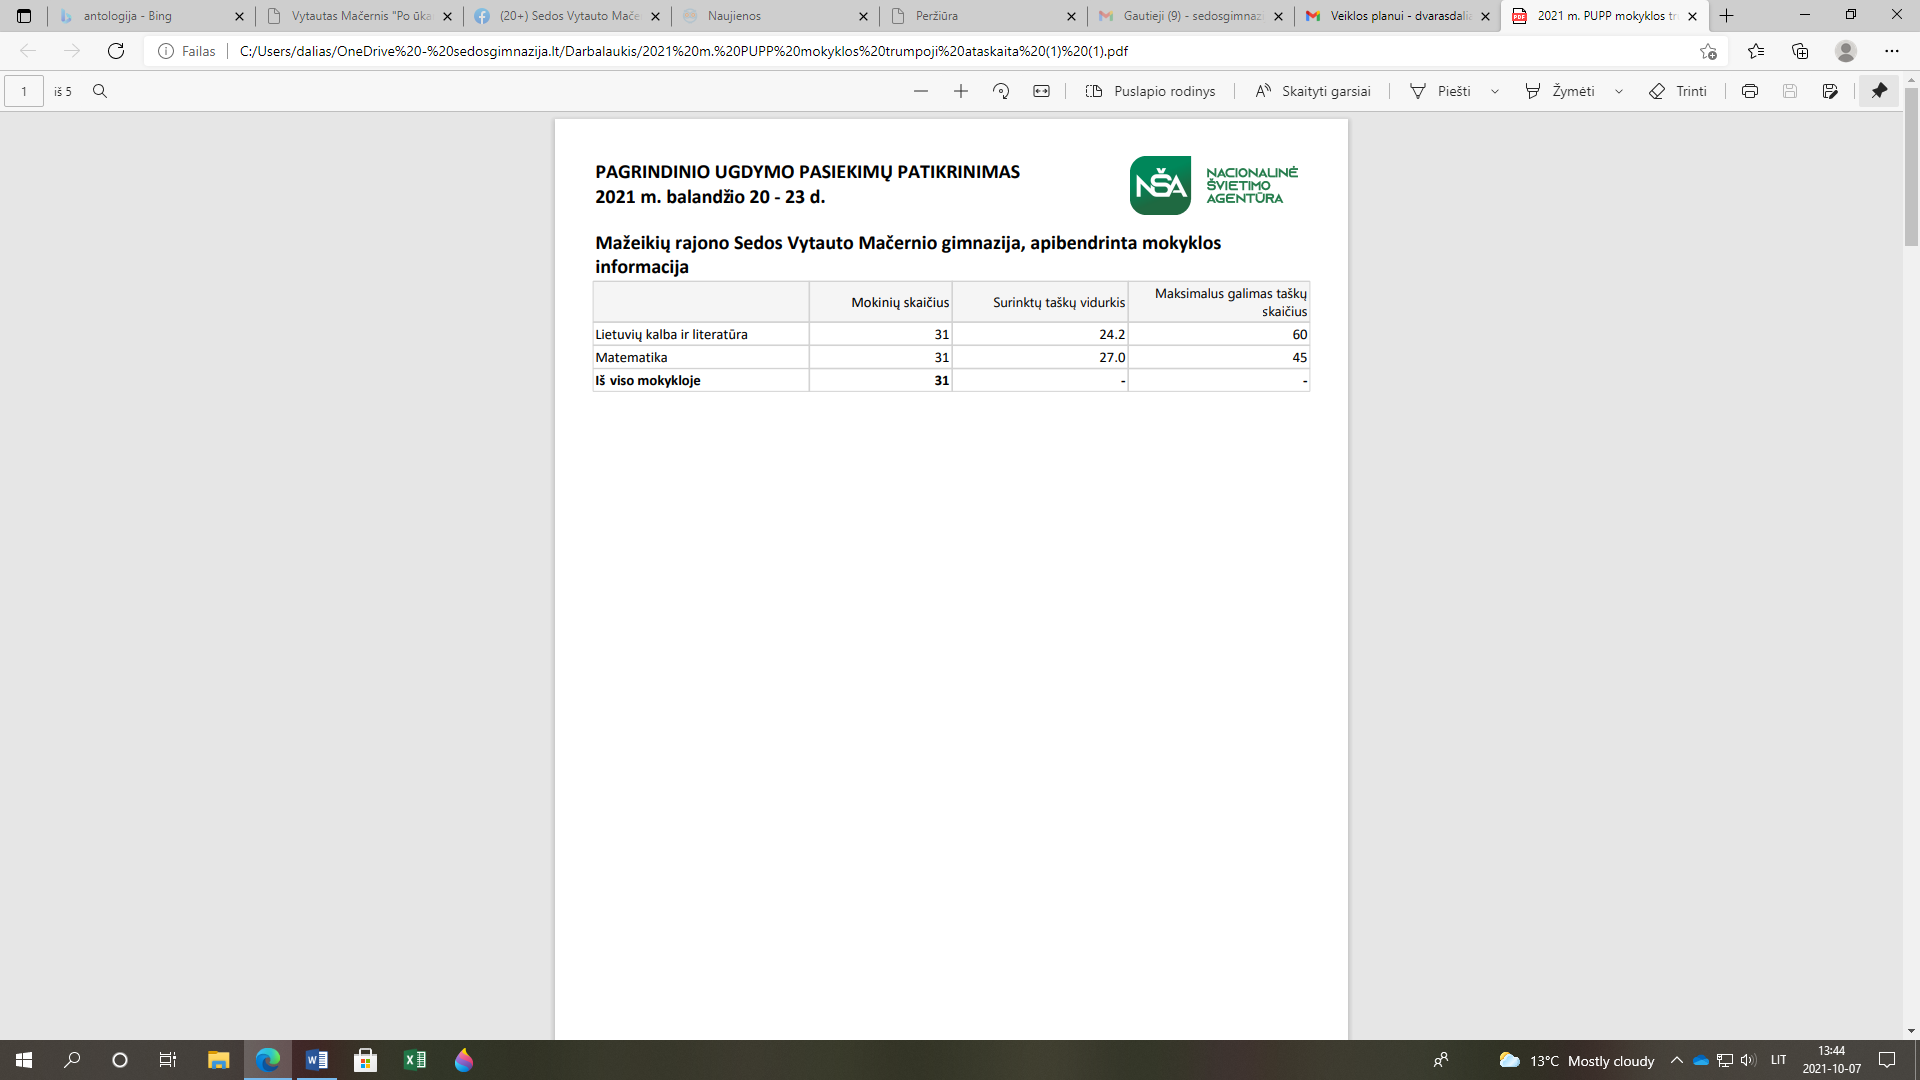 antologija - Bing
Vytautas Mačernis "Po ūka
(20+) Sedos Vytauto Mače
Naujienos
Peržiūra
Gautieji (9) - sedosgimnazi
Veiklos planui - dvarasdalia
2021 m. PUPP mokyklos tr
Failas
C:/Users/dalias/OneDrive%20-%20sedosgimnazija.lt/Darbalaukis/2021%20m.%20PUPP%20mokyklos%20trumpoji%20ataskaita%20(1)%20(1).pdf
1 iš 5
Puslapio rodinys
Skaityti garsiai
Piešti
Žymėti
Trinti
PAGRINDINIO UGDYMO PASIEKIMŲ PATIKRINIMAS
2021 m. balandžio 20 - 23 d.
NŠA
NACIONALINĖ
ŠVIETIMO
AGENTŪRA
Mažeikių rajono Sedos Vytauto Mačernio gimnazija, apibendrinta mokyklos
informacija
Mokinių skaičius
Surinktų taškų vidurkis
Maksimalus galimas taškų
skaičius
Lietuvių kalba ir literatūra 31 24.2 60
Matematika 31 27.0 45
Iš viso mokykloje 31 - -
13°C Mostly cloudy
LIT
13:44
2021-10-07